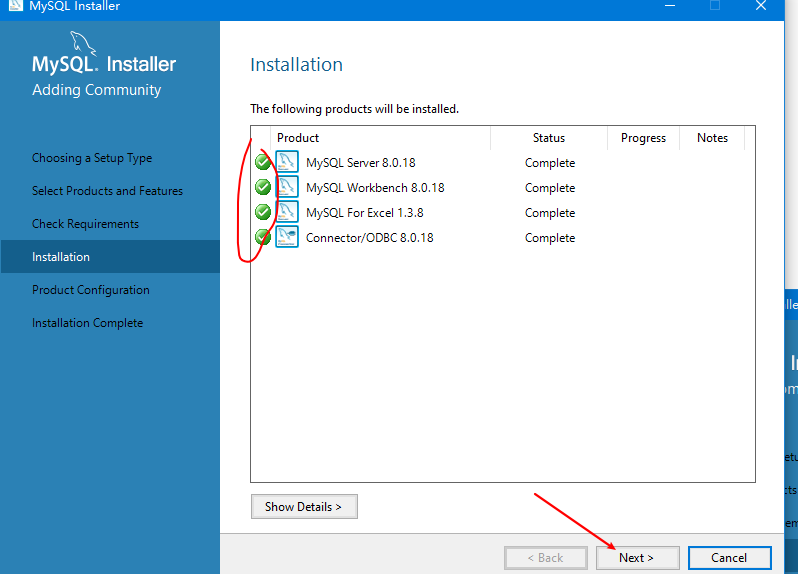 MySQL Installer
MySQL. Installer
Adding Community
Choosing a Setup Type
Select Products and Features
Check Requirements
Installation
Product Configuration
Installation Complete
Installation
The following products will be installed.
Product Status Progress Notes
MySQL Server 8.0.18 Complete
MySQL Workbench 8.0.18 Complete
MySQL For Excel 1.3.8 Complete
Connector/ODBC 8.0.18 Complete
Show Details >
< Back Next > Cancel